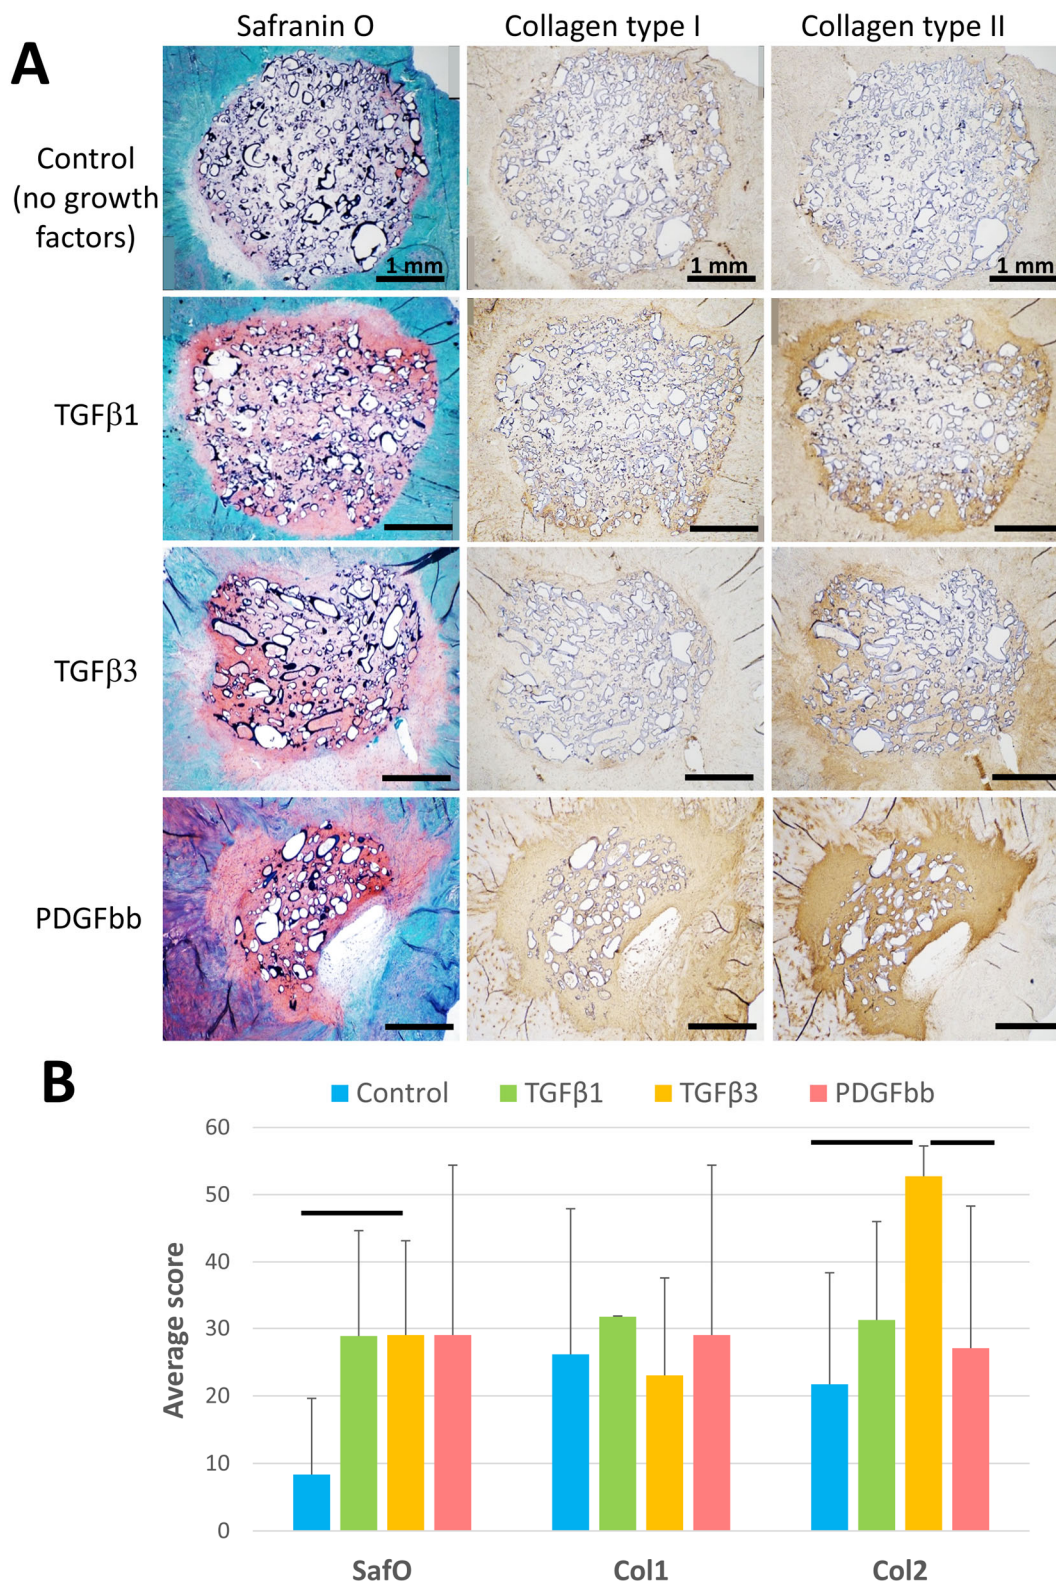 A
Safranin O Collagen type I Collagen type II
Control
(no growth
factors)
1 mm 1 mm 1 mm
TGFβ1
TGFβ3
PDGFbb
B
Control TGFβ1 TGFβ3 PDGFbb
Average score
60
50
40
30
20
10
0
SafO Col1 Col2